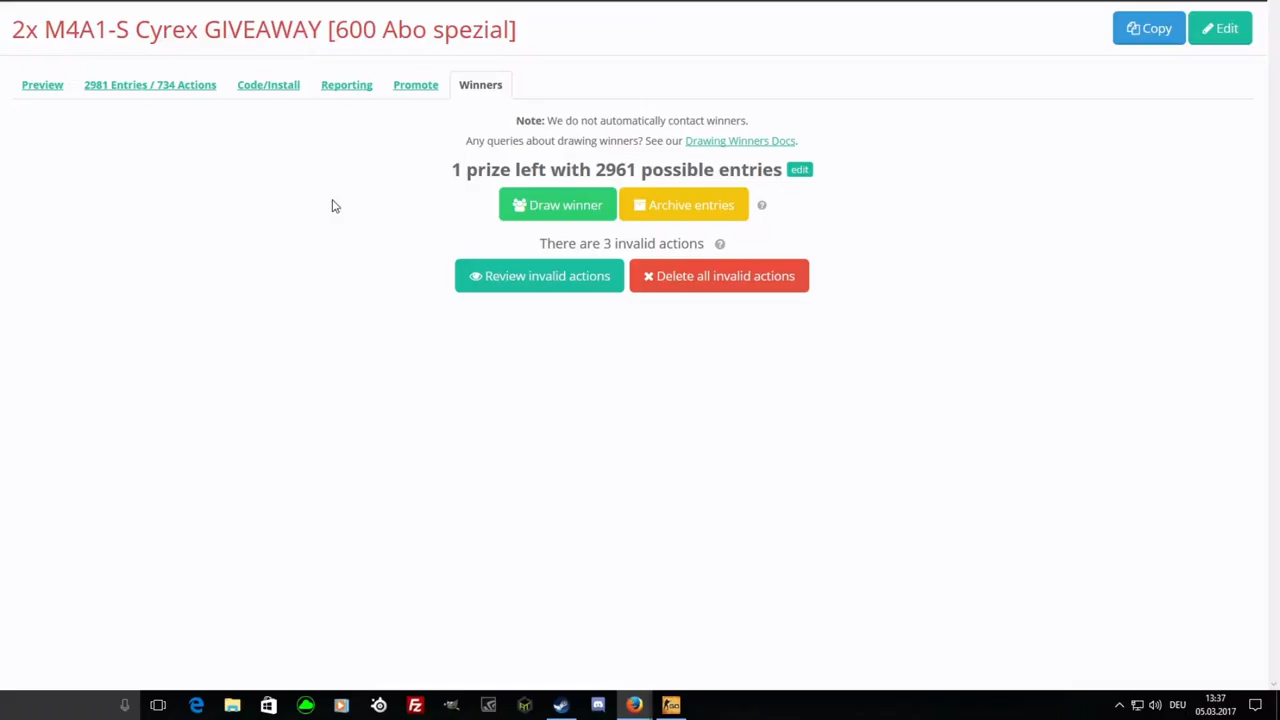 2x M4A1-S Cyrex GIVEAWAY [600 Abo spezial]
Copy
Edit
Preview
2981 Entries / 734 Actions
Code/Install
Reporting
Promote
Winners
Note: We do not automatically contact winners.
Any queries about drawing winners? See our Drawing Winners Docs.
1 prize left with 2961 possible entries edit
Draw winner
Archive entries
?
There are 3 invalid actions ?
Review invalid actions
Delete all invalid actions
DEU
13:37
05.03.2017